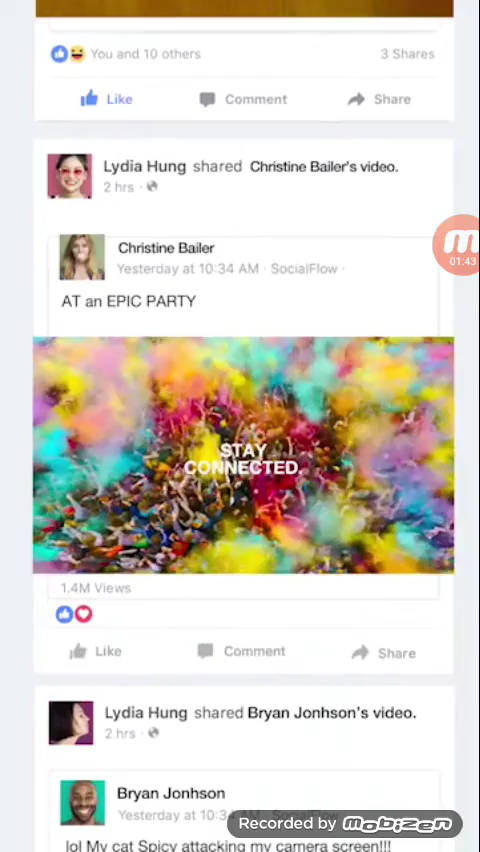 You and 10 others 3 Shares
Like Comment Share
Lydia Hung shared Christine Bailer's video.
2 hrs ·
Christine Bailer
Yesterday at 10:34 AM · SocialFlow ·
AT an EPIC PARTY
01:43
STAY
CONNECTED.
1.4M Views
Like Comment Share
Lydia Hung shared Bryan Jonhson's video.
2 hrs ·
Bryan Jonhson
Yesterday at 10:34 AM · SocialFlow ·
Recorded by Mobizen
lol My cat Spicy attacking my camera screen!!!